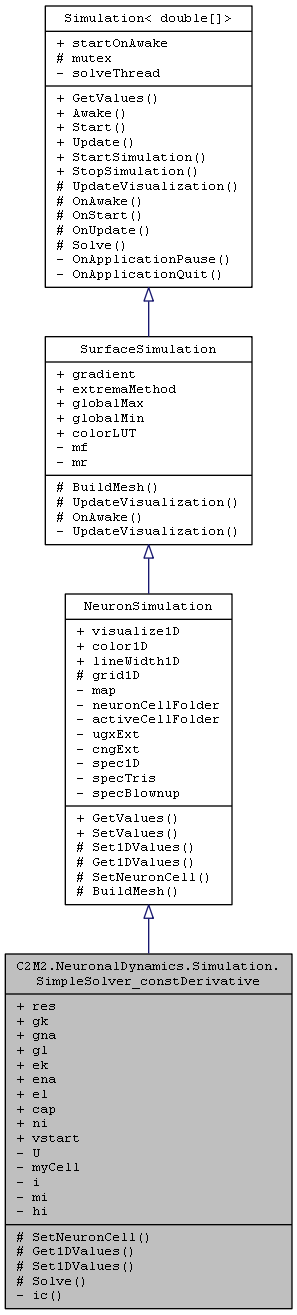 Simulation< double[]>
+ startOnAwake
# mutex
- solveThread
+ GetValues()
+ Awake()
+ Start()
+ Update()
+ StartSimulation()
+ StopSimulation()
# UpdateVisualization()
# OnAwake()
# OnStart()
# OnUpdate()
# Solve()
- OnApplicationPause()
- OnApplicationQuit()
SurfaceSimulation
+ gradient
+ extremaMethod
+ globalMax
+ globalMin
+ colorLUT
- mf
- mr
# BuildMesh()
# UpdateVisualization()
# OnAwake()
- UpdateVisualization()
NeuronSimulation
+ visualize1D
+ color1D
+ lineWidth1D
# grid1D
- map
- neuronCellFolder
- activeCellFolder
- ugxExt
- cngExt
- spec1D
- specTris
- specBlownup
+ GetValues()
+ SetValues()
# Set1DValues()
# Get1DValues()
# SetNeuronCell()
# BuildMesh()
C2M2.NeuronalDynamics.Simulation.
SimpleSolver_constDerivative
+ res
+ gk
+ gna
+ gl
+ ek
+ ena
+ el
+ cap
+ ni
+ vstart
- U
- myCell
- i
- mi
- hi
# SetNeuronCell()
# Get1DValues()
# Set1DValues()
# Solve()
- ic()